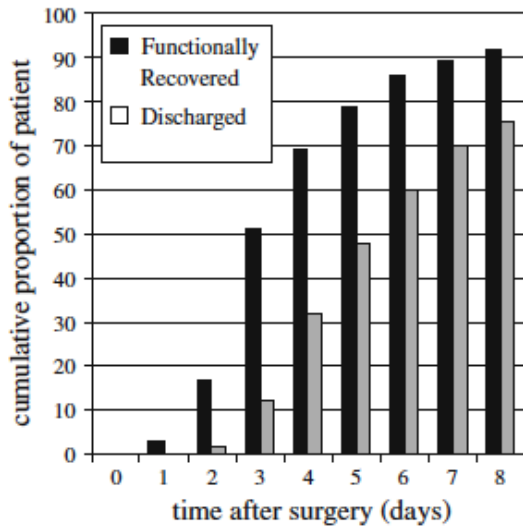 100
90
80
70
60
50
40
30
20
10
0
cumulative proportion of patient
Functionally
Recovered
Discharged
0 1 2 3 4 5 6 7 8
time after surgery (days)